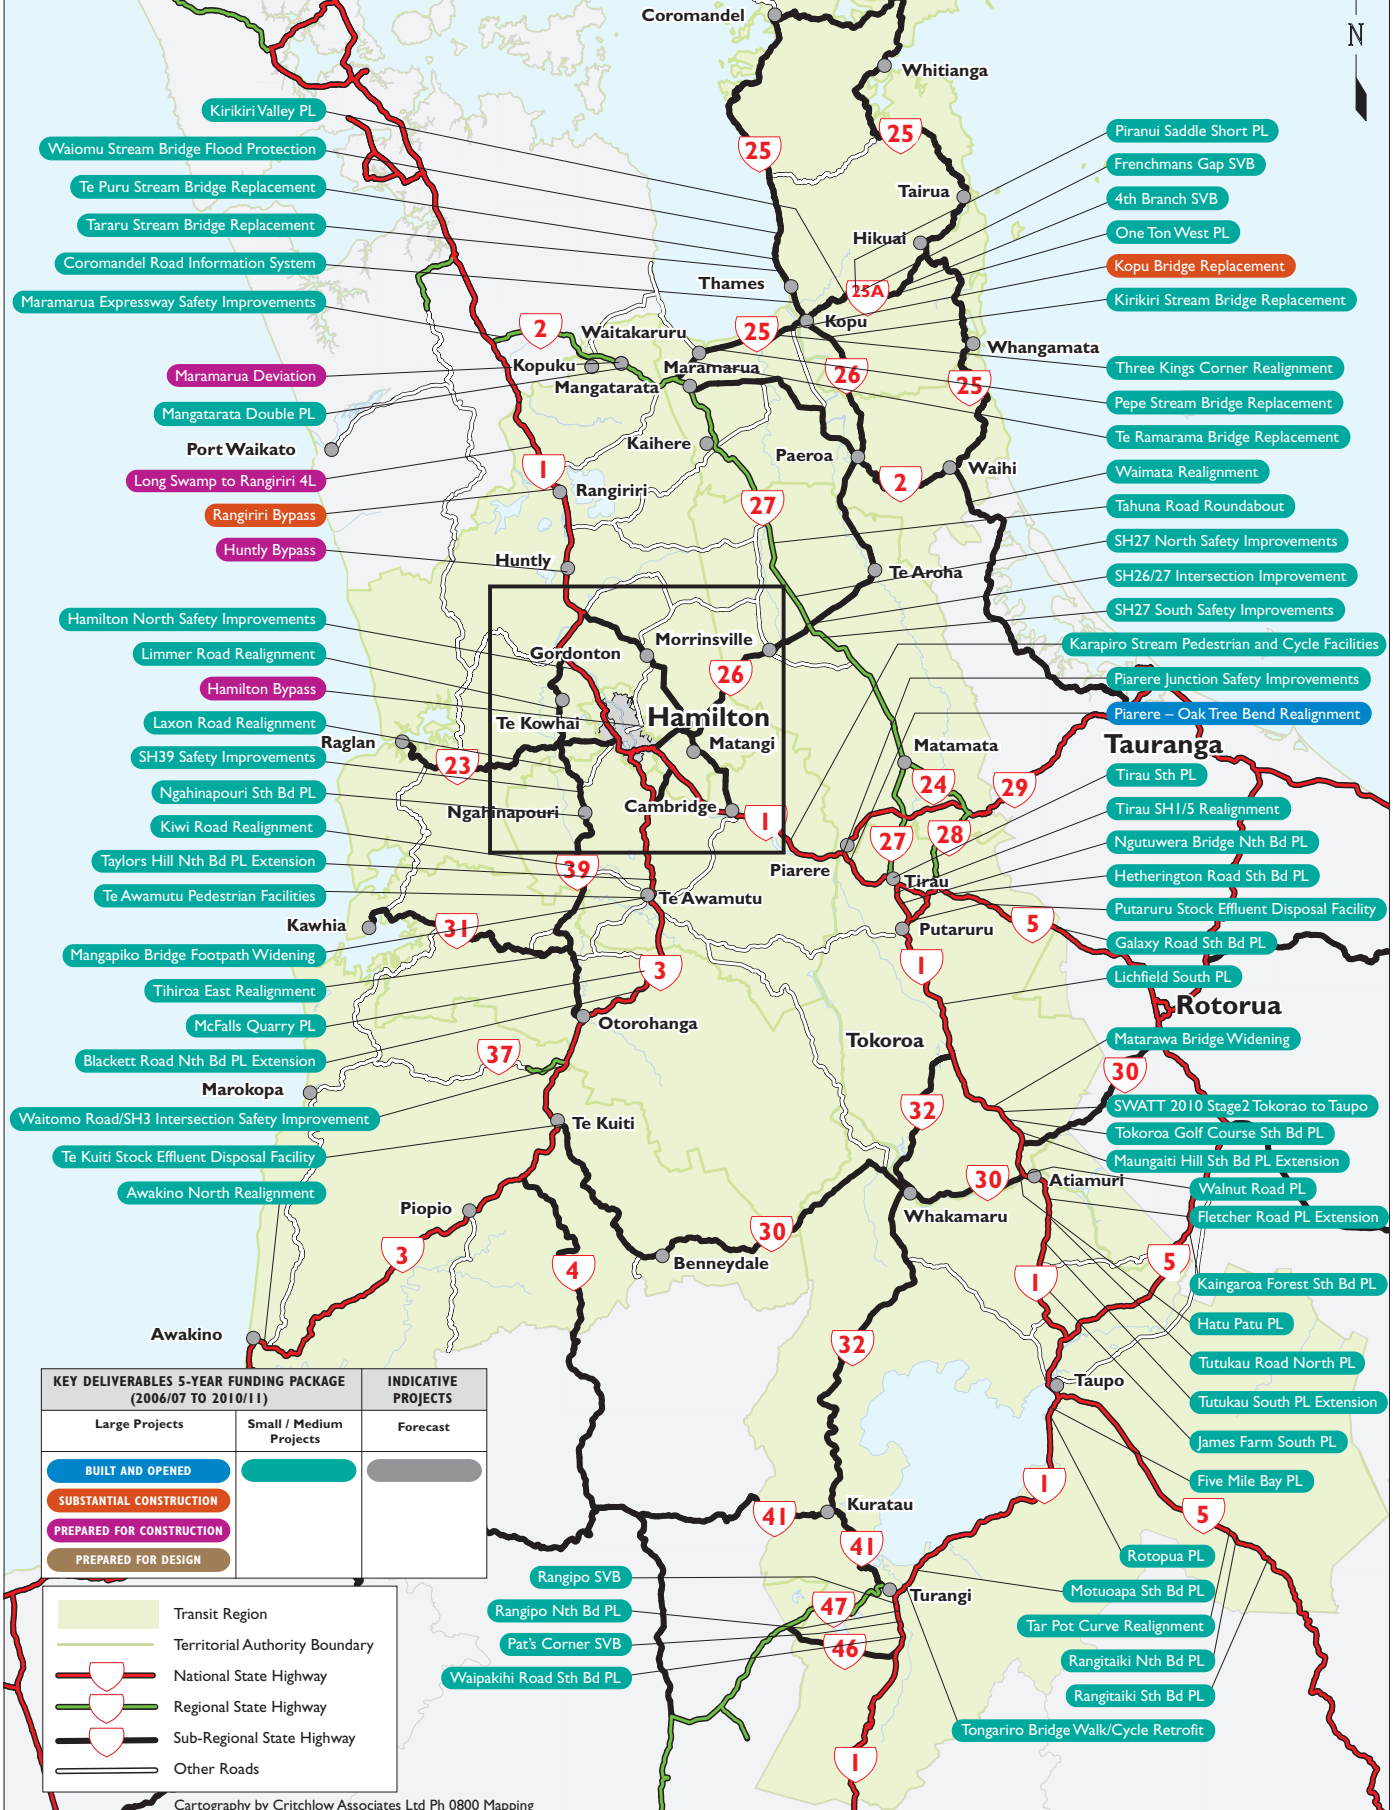 Coromandel
Whitianga
N
Kirikiri Valley PL
Waiomu Stream Bridge Flood Protection
Te Puru Stream Bridge Replacement
Tararu Stream Bridge Replacement
Coromandel Road Information System
Maramarua Expressway Safety Improvements
Maramarua Deviation
Mangatarata Double PL
Port Waikato
Long Swamp to Rangiriri 4L
Rangiriri Bypass
Huntly Bypass
Hamilton North Safety Improvements
Limmer Road Realignment
Hamilton Bypass
Laxon Road Realignment
Raglan
SH39 Safety Improvements
Ngahinapouri Sth Bd PL
Kiwi Road Realignment
Taylors Hill Nth Bd PL Extension
Te Awamutu Pedestrian Facilities
Kawhia
Mangapiko Bridge Footpath Widening
Tihiroa East Realignment
McFalls Quarry PL
Blackett Road Nth Bd PL Extension
Marokopa
Waitomo Road/SH3 Intersection Safety Improvement
Te Kuiti Stock Effluent Disposal Facility
Awakino North Realignment
Piopio
Awakino
25
25
Tairua
Hikuai
Thames
25A
Kopu
2
Waitakaruru
25
Kopuku
Maramarua
Mangatarata
26
Whangamata
25
Kaihere
Paeroa
Waihi
1
Rangiriri
2
27
Huntly
Te Aroha
Gordonton
Morrinsville
26
Te Kowhai
Hamilton
Matangi
23
Matamata
24
29
Ngahinapouri
Cambridge
1
27
28
Piarere
39
Tirau
Te Awamutu
31
Putaruru
5
3
1
Otorohanga
Tokoroa
Rotorua
37
30
32
Te Kuiti
30
Atiamuri
Whakamaru
30
3
4
Benneydale
5
1
32
Taupo
1
41
Kuratau
5
41
Turangi
47
46
1
Piranui Saddle Short PL
Frenchmans Gap SVB
4th Branch SVB
One Ton West PL
Kopu Bridge Replacement
Kirikiri Stream Bridge Replacement
Three Kings Corner Realignment
Pepe Stream Bridge Replacement
Te Ramarama Bridge Replacement
Waimata Realignment
Tahuna Road Roundabout
SH27 North Safety Improvements
SH26/27 Intersection Improvement
SH27 South Safety Improvements
Karapiro Stream Pedestrian and Cycle Facilities
Piarere Junction Safety Improvements
Piarere – Oak Tree Bend Realignment
Tauranga
Tirau Sth PL
Tirau SH1/5 Realignment
Ngutuwera Bridge Nth Bd PL
Hetherington Road Sth Bd PL
Putaruru Stock Effluent Disposal Facility
Galaxy Road Sth Bd PL
Lichfield South PL
Matarawa Bridge Widening
SWATT 2010 Stage2 Tokorao to Taupo
Tokoroa Golf Course Sth Bd PL
Maungaiti Hill Sth Bd PL Extension
Walnut Road PL
Fletcher Road PL Extension
Kaingaroa Forest Sth Bd PL
Hatu Patu PL
Tutukau Road North PL
Tutukau South PL Extension
James Farm South PL
Five Mile Bay PL
Rotopua PL
Motuoapa Sth Bd PL
Tar Pot Curve Realignment
Rangitaiki Nth Bd PL
Rangitaiki Sth Bd PL
Tongariro Bridge Walk/Cycle Retrofit
Rangipo SVB
Rangipo Nth Bd PL
Pat's Corner SVB
Waipakihi Road Sth Bd PL
KEY DELIVERABLES 5-YEAR FUNDING PACKAGE
(2006/07 TO 2010/11)
INDICATIVE
PROJECTS
Large Projects
Small / Medium
Projects
Forecast
BUILT AND OPENED
SUBSTANTIAL CONSTRUCTION
PREPARED FOR CONSTRUCTION
PREPARED FOR DESIGN
Transit Region
Territorial Authority Boundary
National State Highway
Regional State Highway
Sub-Regional State Highway
Other Roads
Cartography by Critchlow Associates Ltd Ph 0800 Mapping